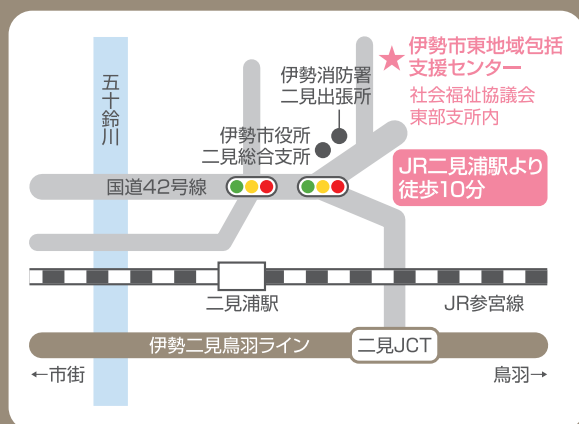 伊勢市東地域包括
支援センター
社会福祉協議会
東部支所内
伊勢消防署
二見出張所
五十鈴川
伊勢市役所
二見総合支所
JR二見浦駅より
徒歩10分
国道42号線
二見浦駅
JR参宮線
伊勢二見鳥羽ライン
二見JCT
←市街
鳥羽→